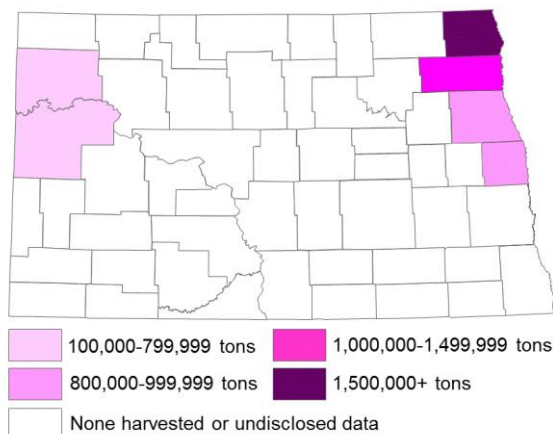 100,000-799,999 tons
1,000,000-1,499,999 tons
800,000-999,999 tons
1,500,000+ tons
None harvested or undisclosed data